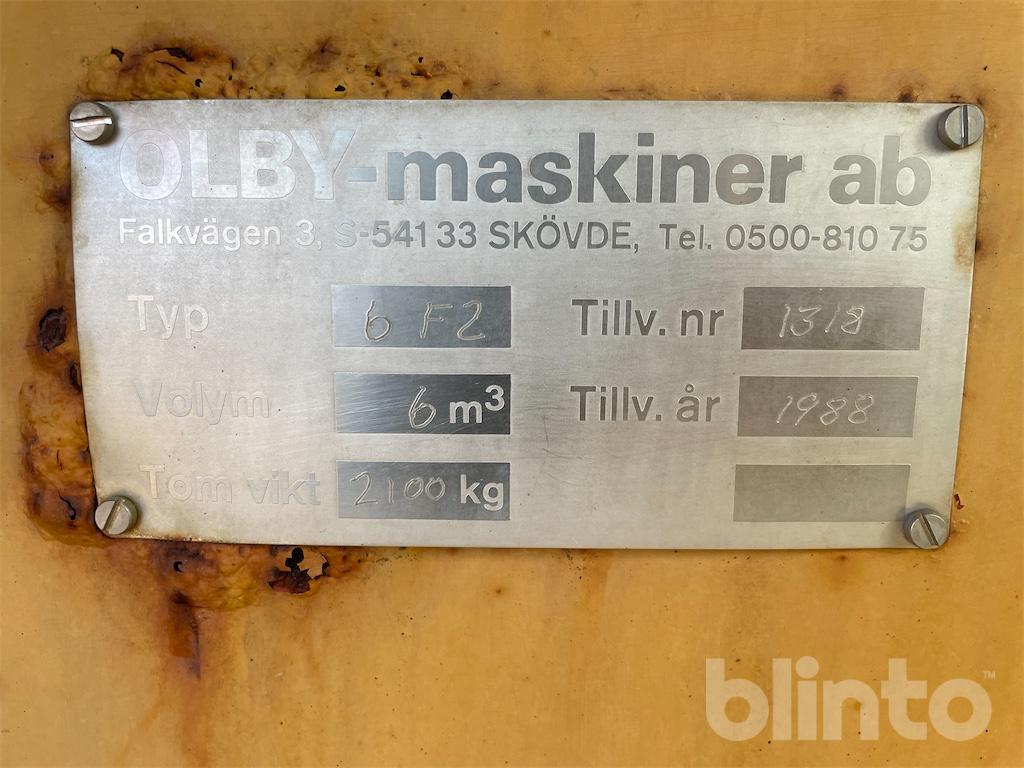 OLBY-maskiner ab
Falkvägen 3, S-541 33 SKÖVDE, Tel. 0500-810 75
Typ 6 F2 Tillv. nr 1318
Volym 6 m³ Tillv. år 1988
Tom vikt 2100 kg
blinto™